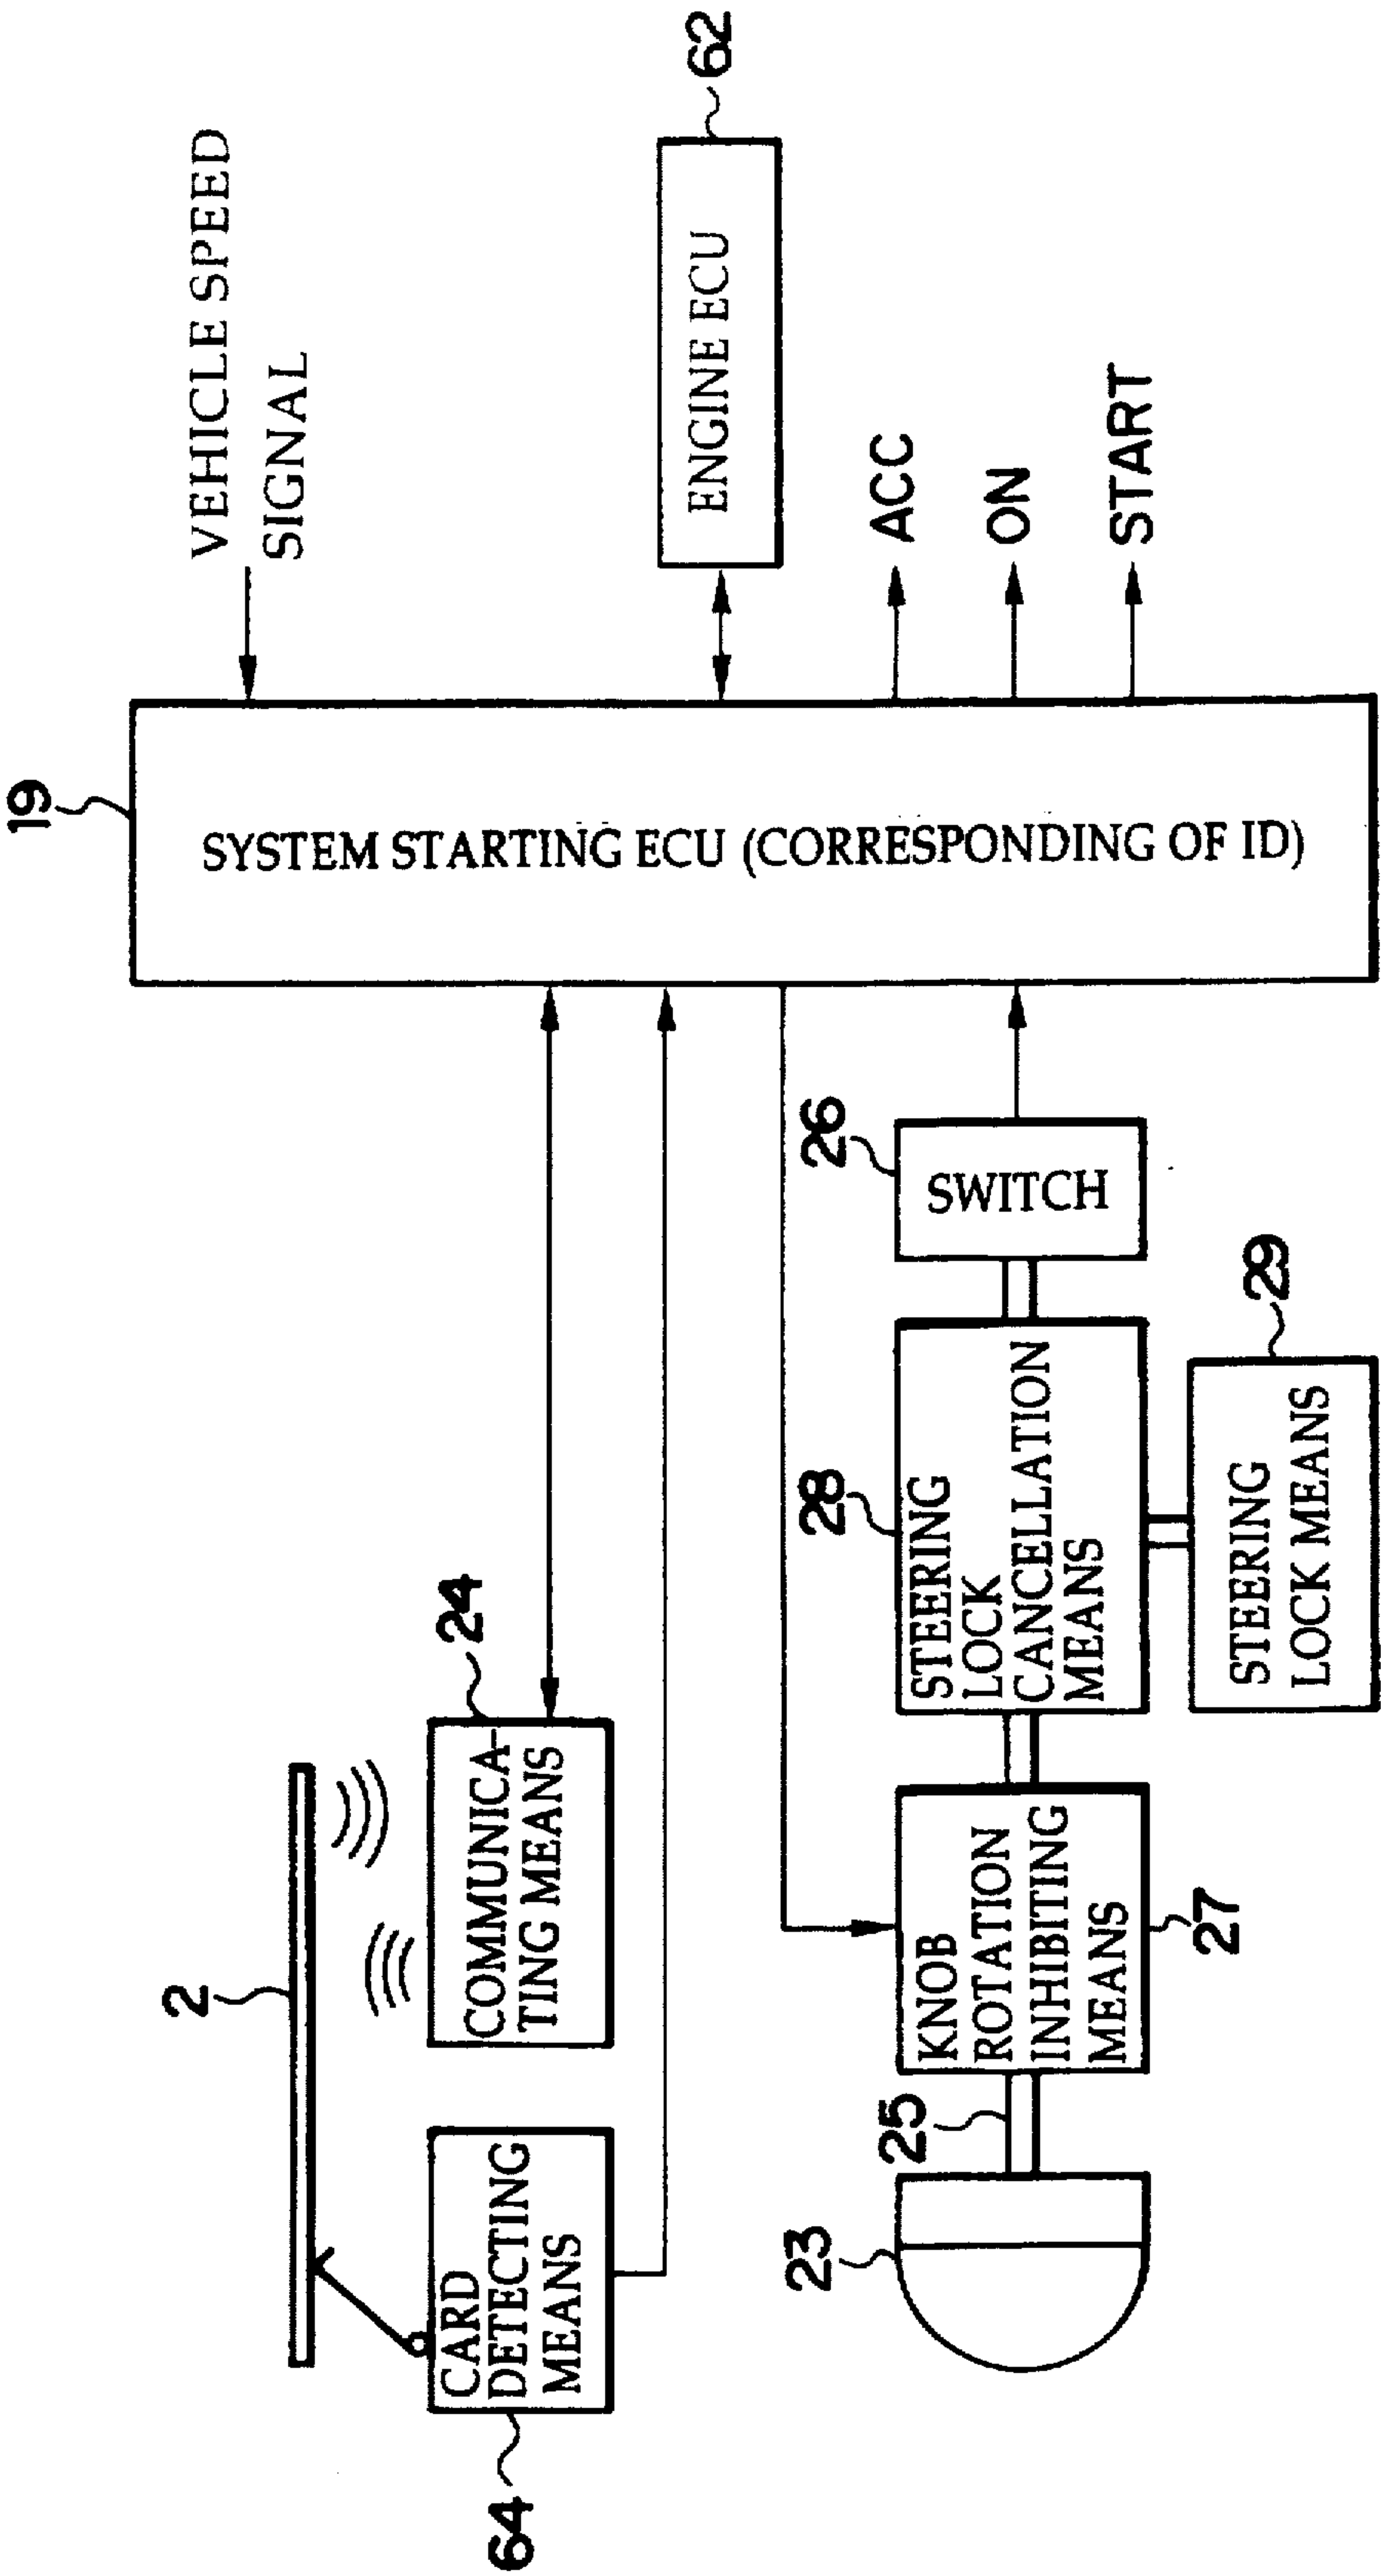 2
24
64
CARD
DETECTING
MEANS
COMMUNICA-
TING MEANS
19
SYSTEM STARTING ECU (CORRESPONDING OF ID)
VEHICLE SPEED
SIGNAL
ENGINE ECU
62
ACC
ON
START
23
25
KNOB
ROTATION
INHIBITING
MEANS
27
28
STEERING
LOCK
CANCELLATION
MEANS
26
SWITCH
STEERING
LOCK MEANS
29